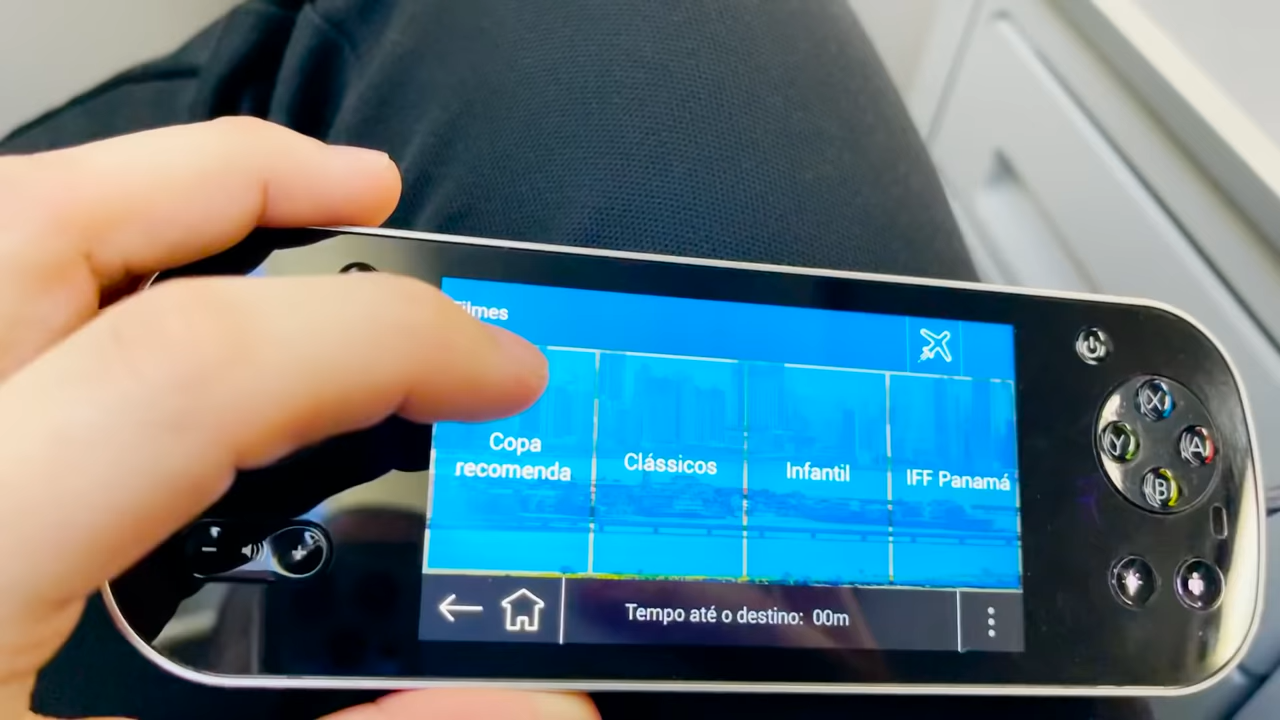 Filmes
Copa
recomenda
Clássicos
Infantil
IFF Panamá
Tempo até o destino: 00m
X
Y
A
B